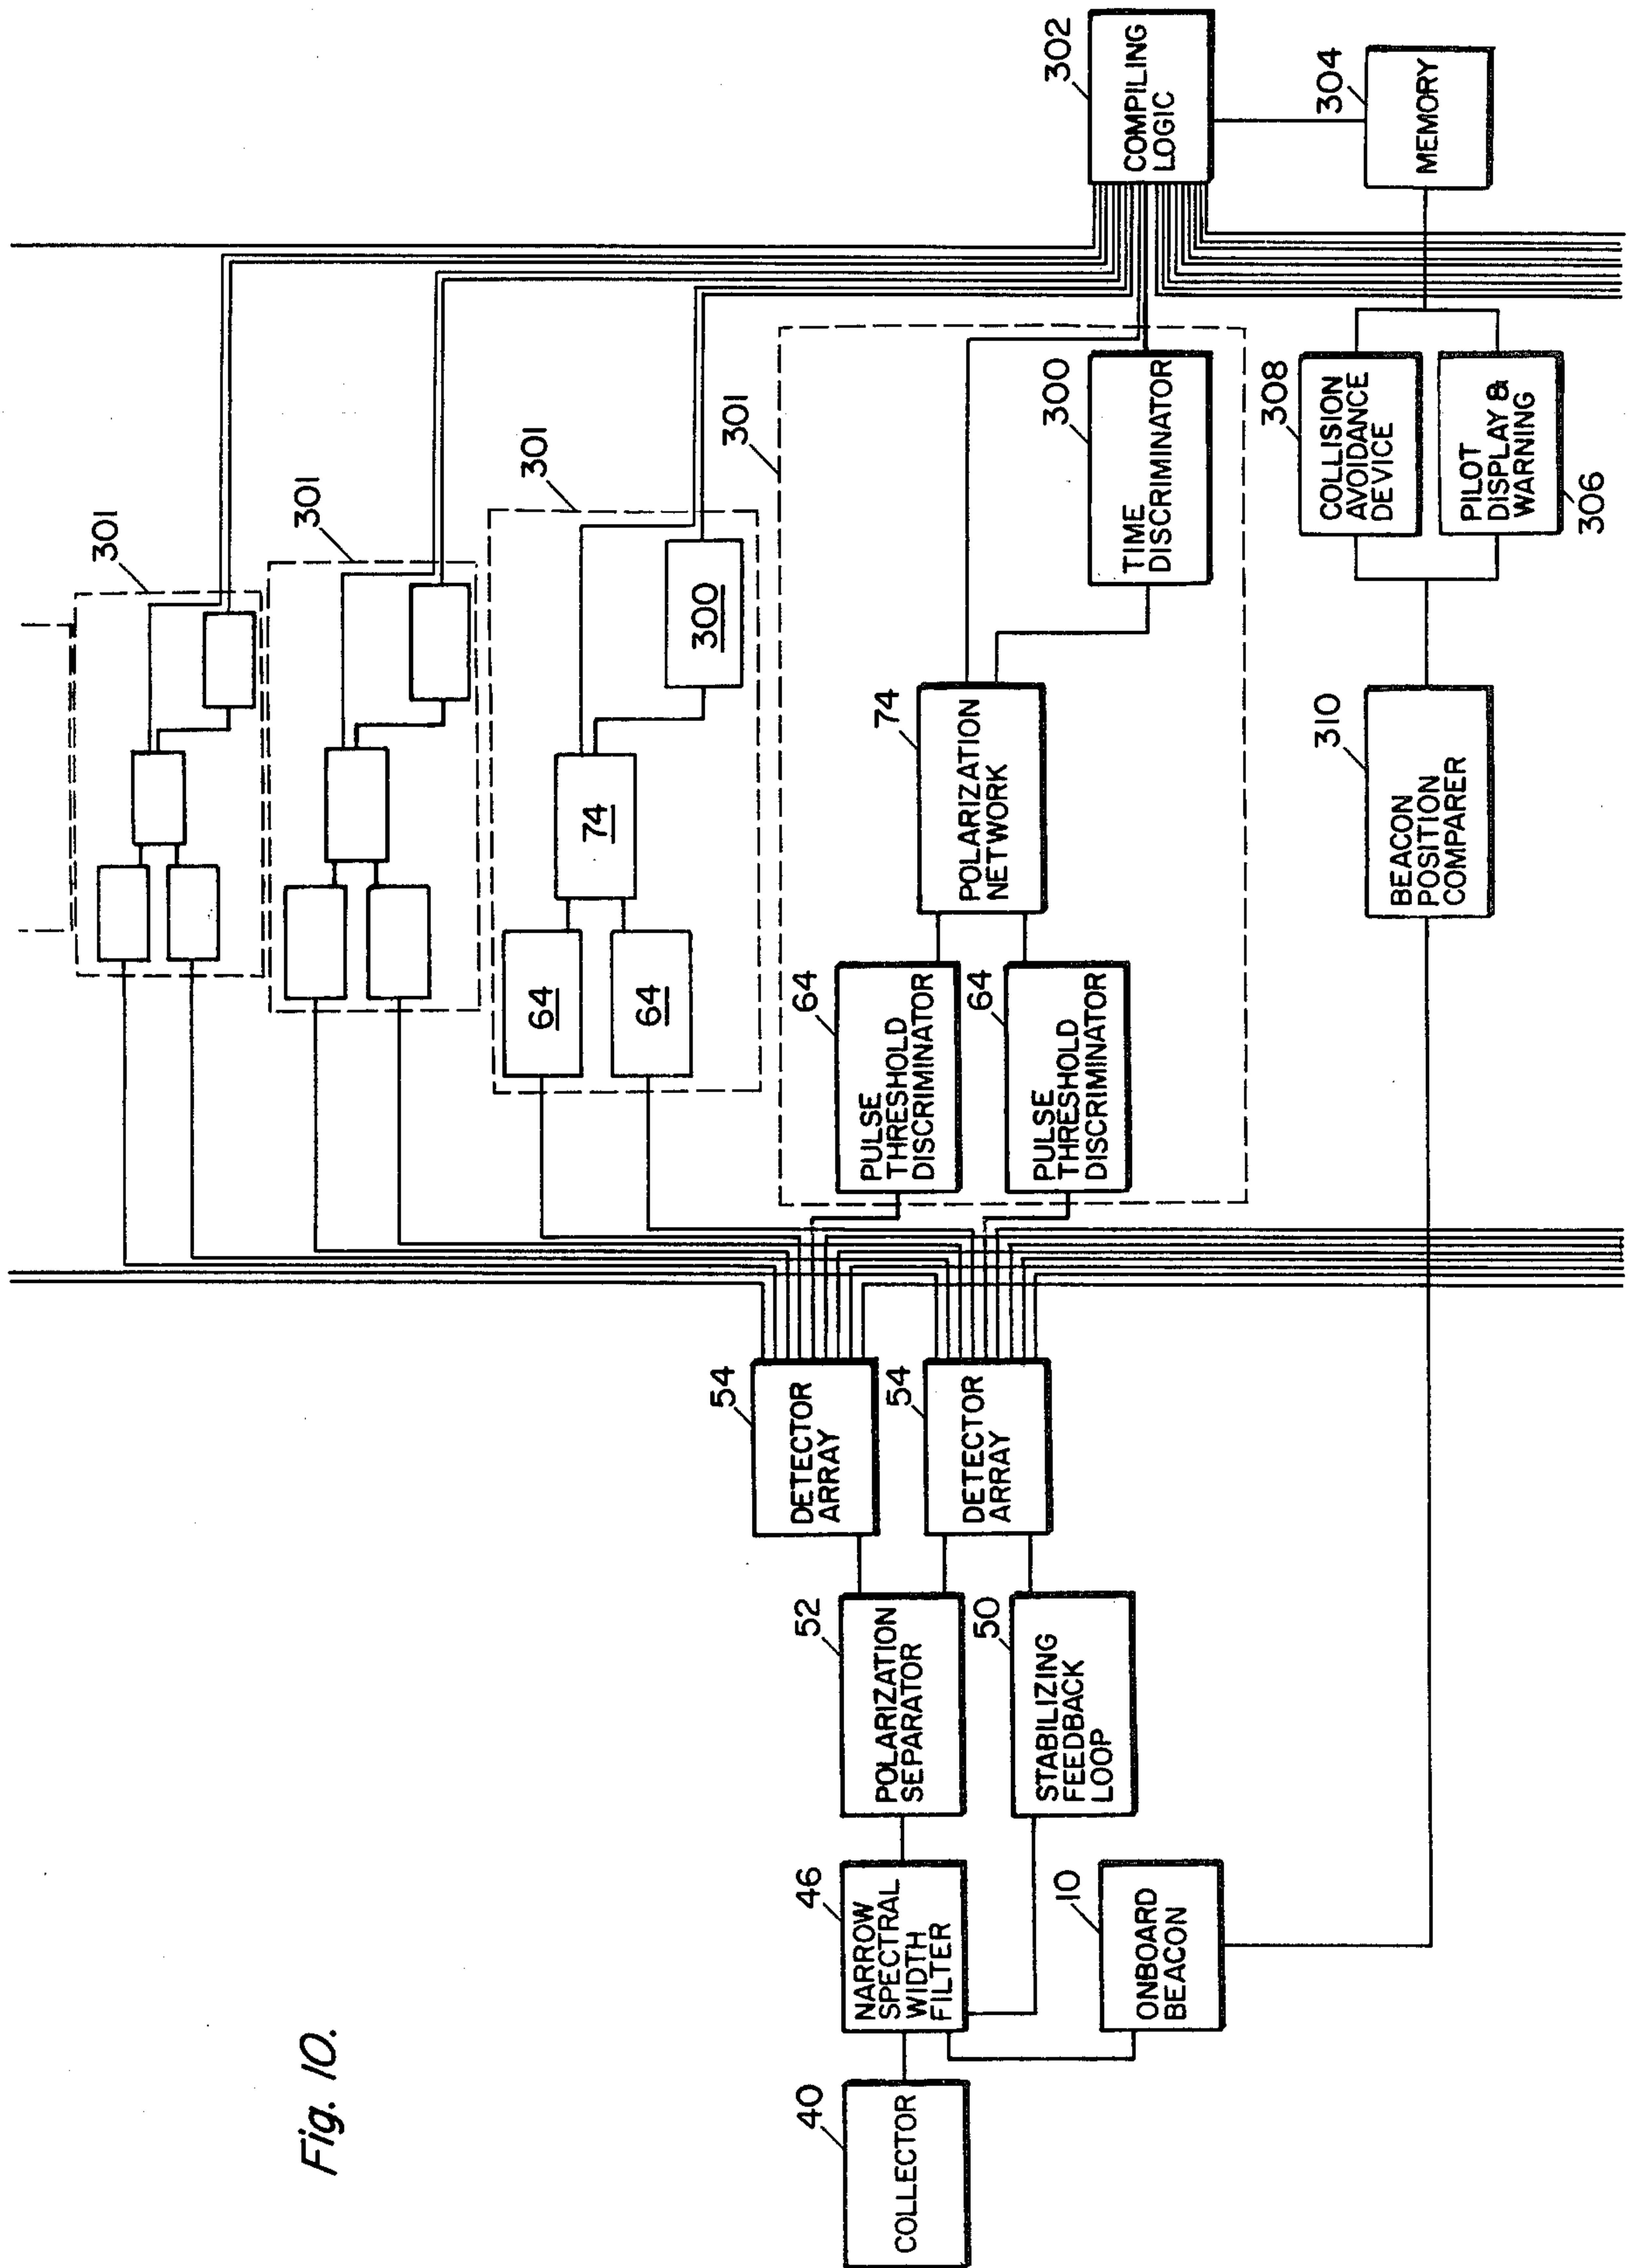 Fig. 10.
40
COLLECTOR
46
NARROW
SPECTRAL
WIDTH
FILTER
10
ONBOARD
BEACON
52
POLARIZATION
SEPARATOR
50
STABILIZING
FEEDBACK
LOOP
54
DETECTOR
ARRAY
54
DETECTOR
ARRAY
301
301
301
64
64
74
300
301
64
PULSE
THRESHOLD
DISCRIMINATOR
64
PULSE
THRESHOLD
DISCRIMINATOR
74
POLARIZATION
NETWORK
300
TIME
DISCRIMINATOR
302
COMPILING
LOGIC
304
MEMORY
308
COLLISION
AVOIDANCE
DEVICE
PILOT
DISPLAY &
WARNING
306
310
BEACON
POSITION
COMPARER